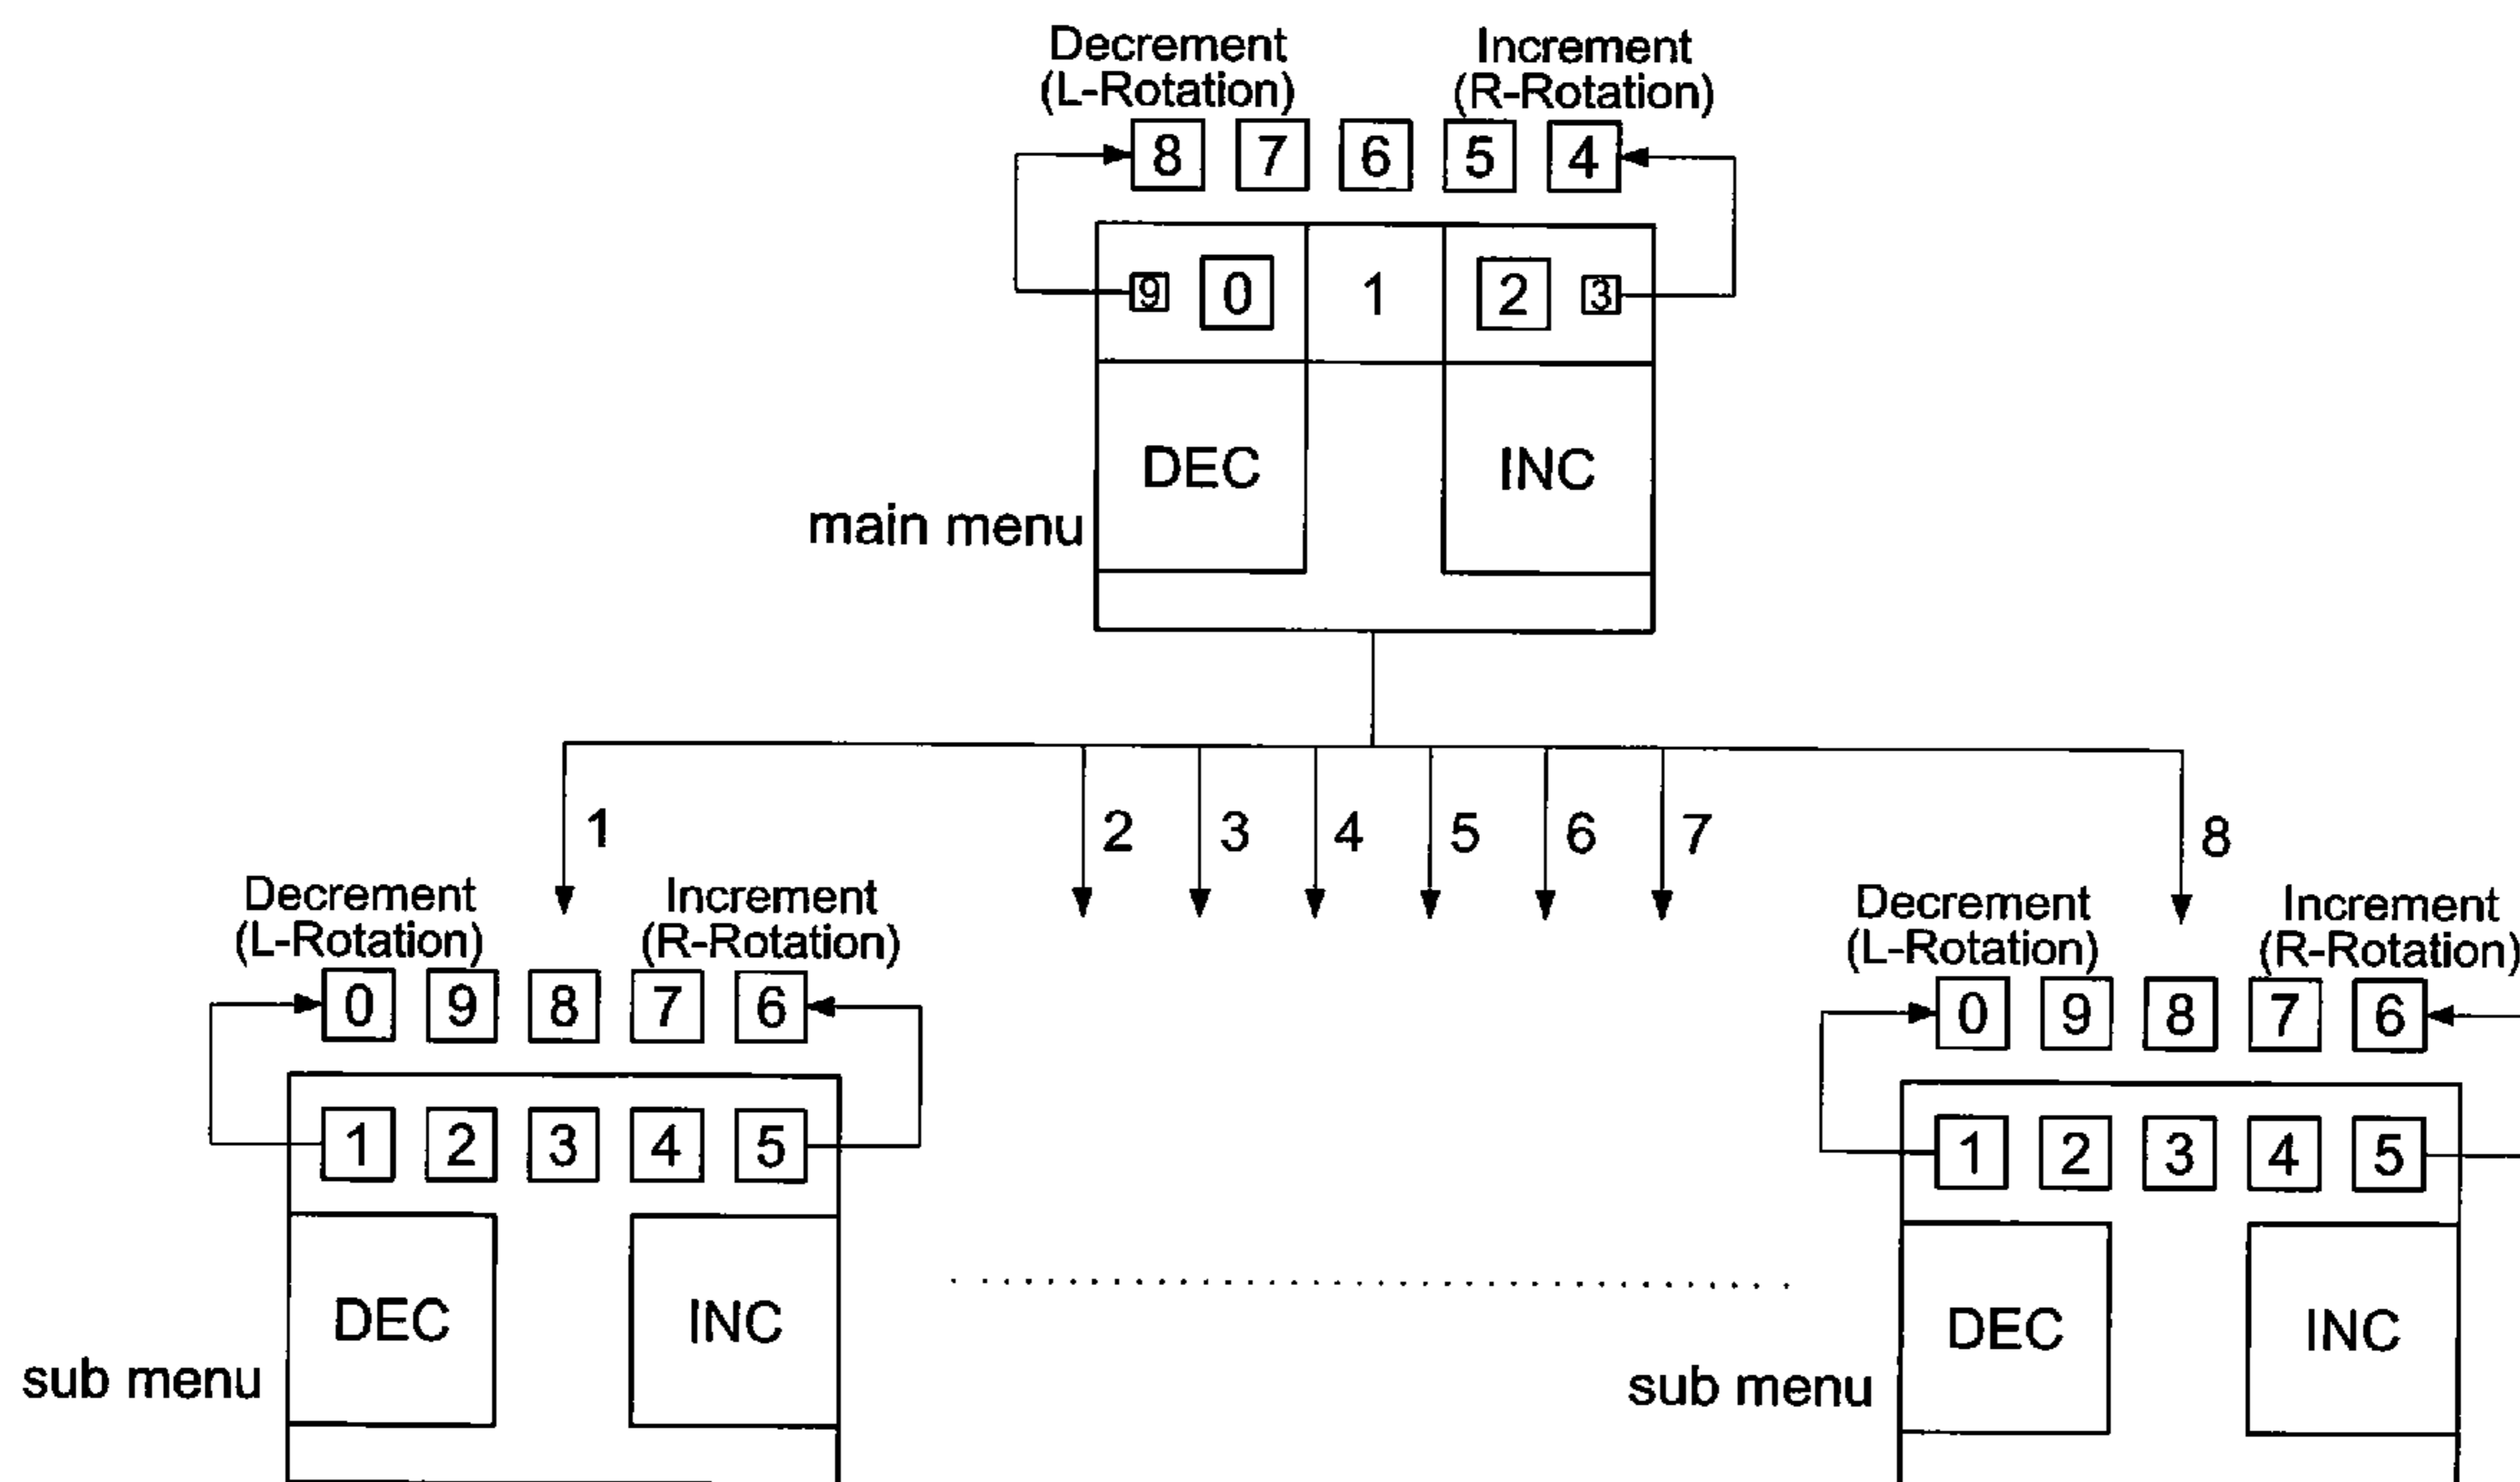 Decrement Increment
(L-Rotation) (R-Rotation)
8 7 6 5 4
9 0 1 2 3
DEC INC
main menu
1 2 3 4 5 6 7 8
Decrement Increment
(L-Rotation) (R-Rotation)
0 9 8 7 6
1 2 3 4 5
DEC INC
sub menu
Decrement Increment
(L-Rotation) (R-Rotation)
0 9 8 7 6
1 2 3 4 5
DEC INC
sub menu